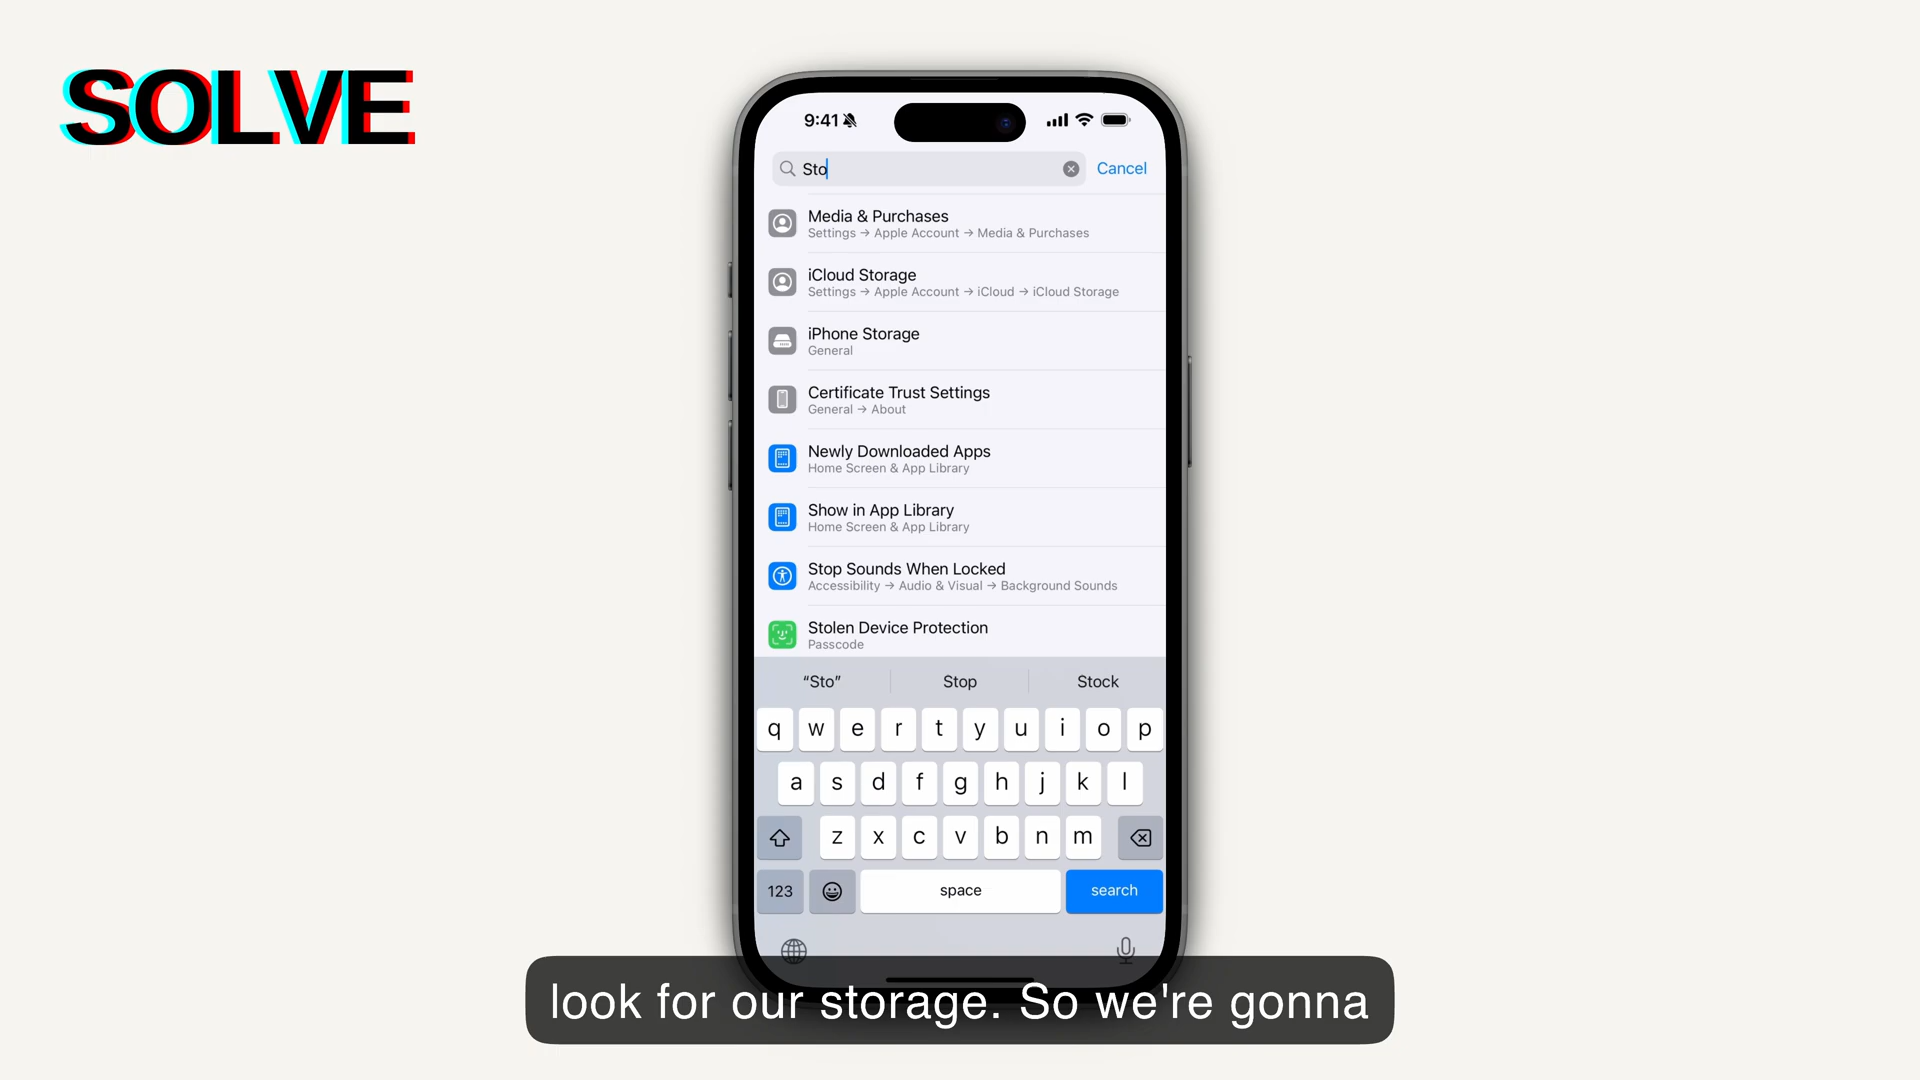 SOLVE
9:41
Sto
Cancel
Media & Purchases
Settings → Apple Account → Media & Purchases
iCloud Storage
Settings → Apple Account → iCloud → iCloud Storage
iPhone Storage
General
Certificate Trust Settings
General → About
Newly Downloaded Apps
Home Screen & App Library
Show in App Library
Home Screen & App Library
Stop Sounds When Locked
Accessibility → Audio & Visual → Background Sounds
Stolen Device Protection
Passcode
“Sto” Stop Stock
q w e r t y u i o p
a s d f g h j k l
z x c v b n m
123 space search
look for our storage. So we're gonna